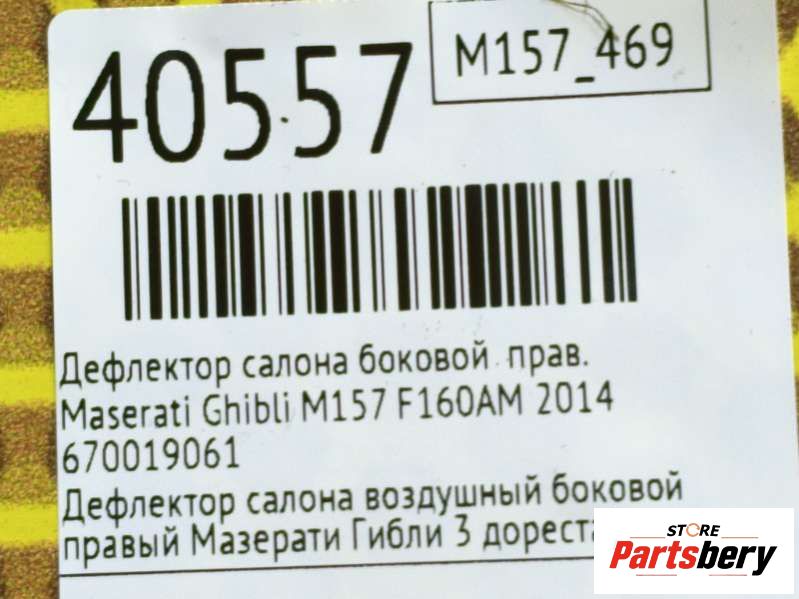 40557
M157_469
Дефлектор салона боковой прав.
Maserati Ghibli M157 F160AM 2014
670019061
Дефлектор салона воздушный боковой
правый Мазерати Гибли 3
STORE
Partsbery